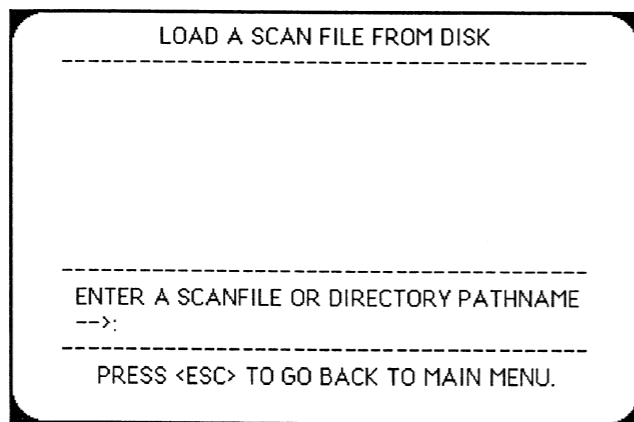 LOAD A SCAN FILE FROM DISK
----------------------------------------
----------------------------------------
ENTER A SCANFILE OR DIRECTORY PATHNAME
-->:
----------------------------------------
PRESS <ESC> TO GO BACK TO MAIN MENU.